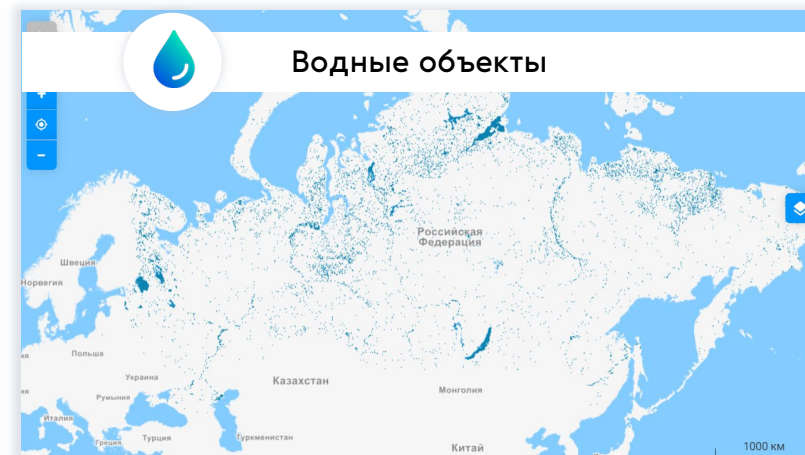 Водные объекты
+
−
Российская
Федерация
Швеция
Норвегия
Польша
Украина
Казахстан
Румыния
Монголия
Италия
Греция
Турция
Туркменистан
Китай
1000 км